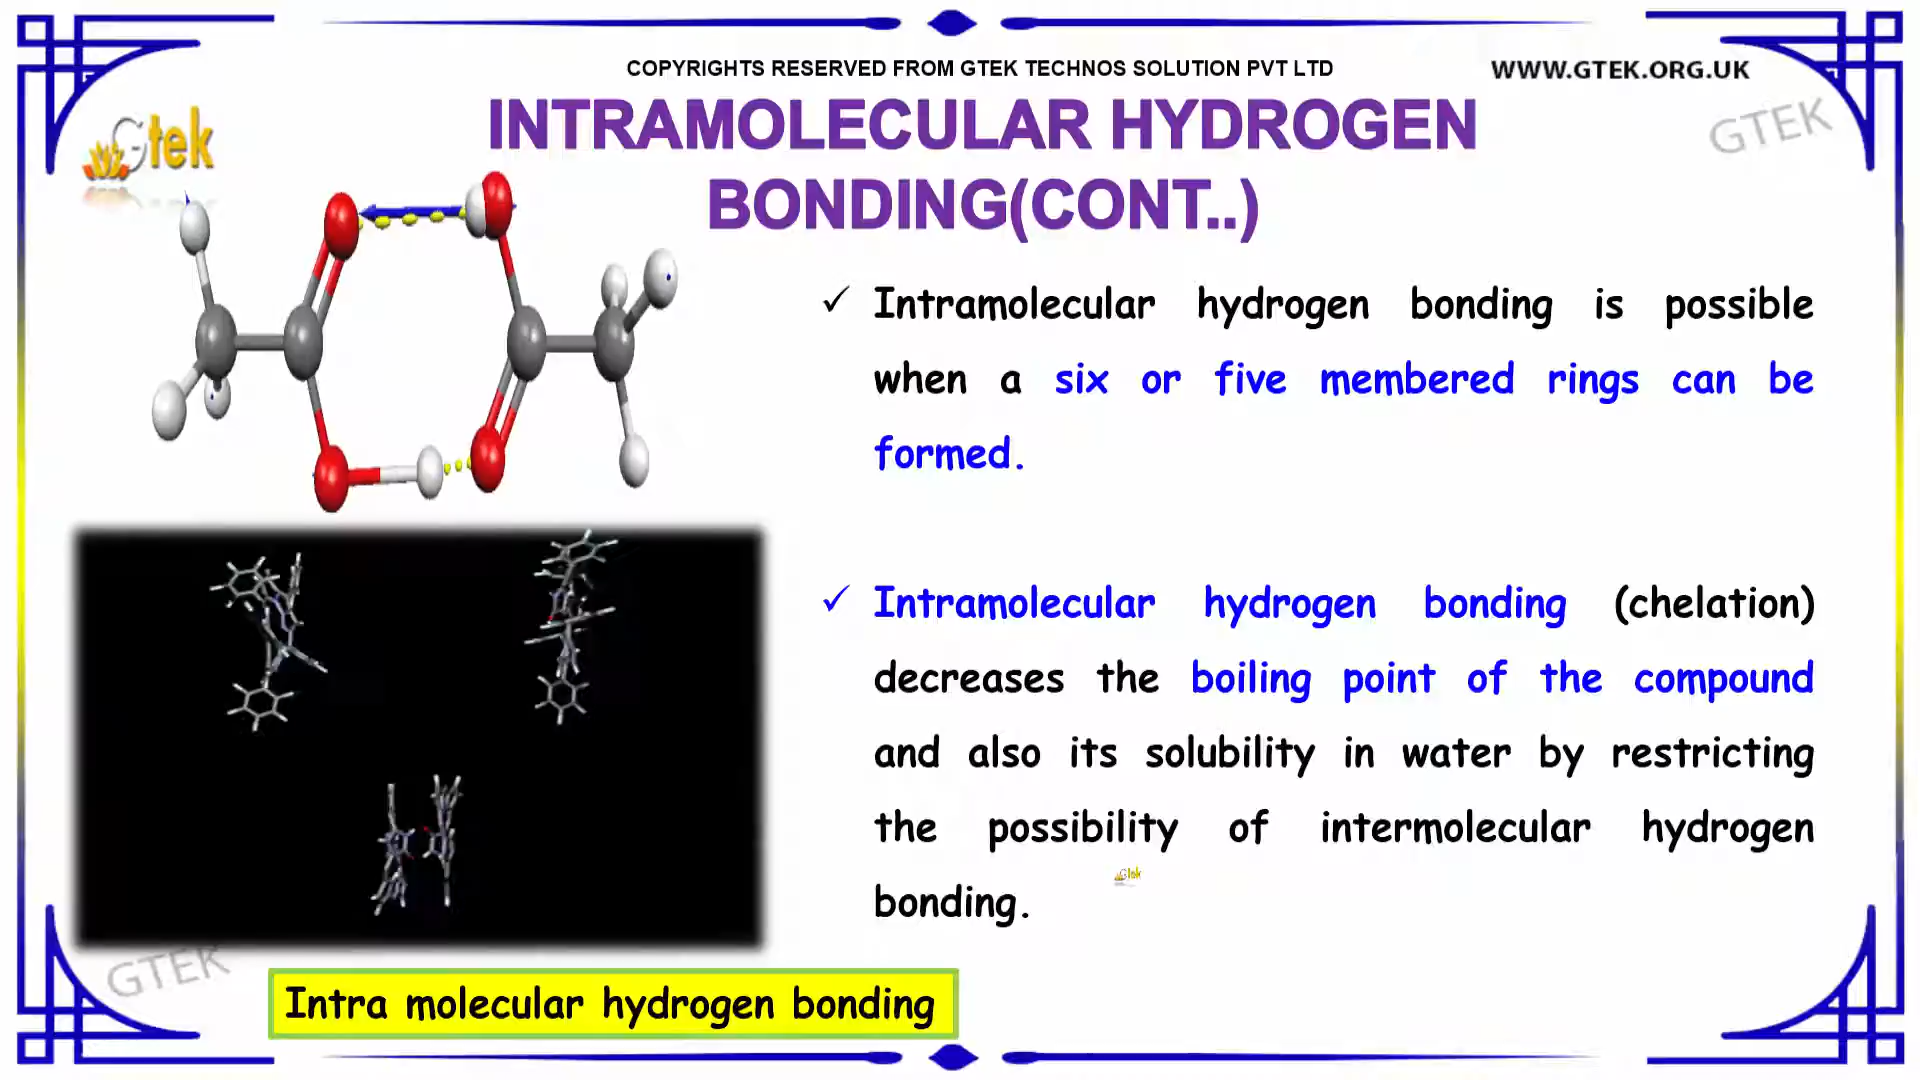 COPYRIGHTS RESERVED FROM GTEK TECHNOS SOLUTION PVT LTD
WWW.GTEK.ORG.UK
Gtek
GTEK
INTRAMOLECULAR HYDROGEN
BONDING(CONT..)
✓ Intramolecular hydrogen bonding is possible
when a six or five membered rings can be
formed.
✓ Intramolecular hydrogen bonding (chelation)
decreases the boiling point of the compound
and also its solubility in water by restricting
the possibility of intermolecular hydrogen
Gtek
bonding.
GTEK
Intra molecular hydrogen bonding